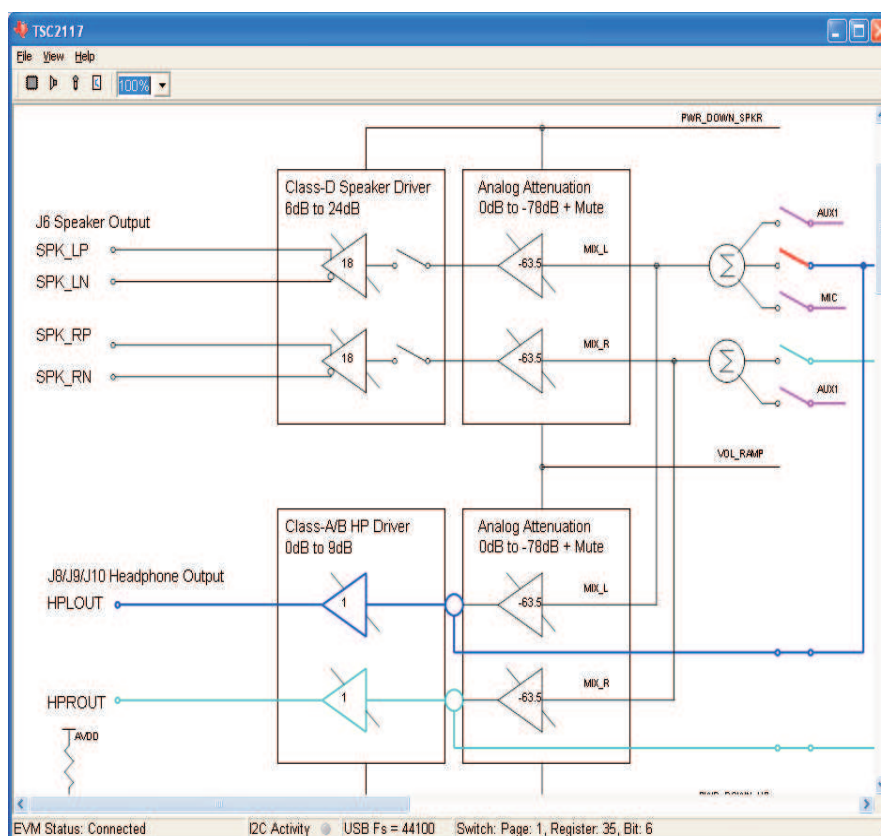 TSC2117
File View Help
100%
PWR_DOWN_SPKR
Class-D Speaker Driver
6dB to 24dB
Analog Attenuation
0dB to -78dB + Mute
J6 Speaker Output
SPK_LP
SPK_LN
SPK_RP
SPK_RN
18
-63.5
MIX_L
Σ
AUX1
MIC
18
-63.5
MIX_R
Σ
AUX1
VOL_RAMP
Class-A/B HP Driver
0dB to 9dB
Analog Attenuation
0dB to -78dB + Mute
J8/J9/J10 Headphone Output
HPLOUT
1
-63.5
MIX_L
HPROUT
1
-63.5
MIX_R
AVDD
EVM Status: Connected I2C Activity USB Fs = 44100 Switch: Page: 1, Register: 35, Bit: 6